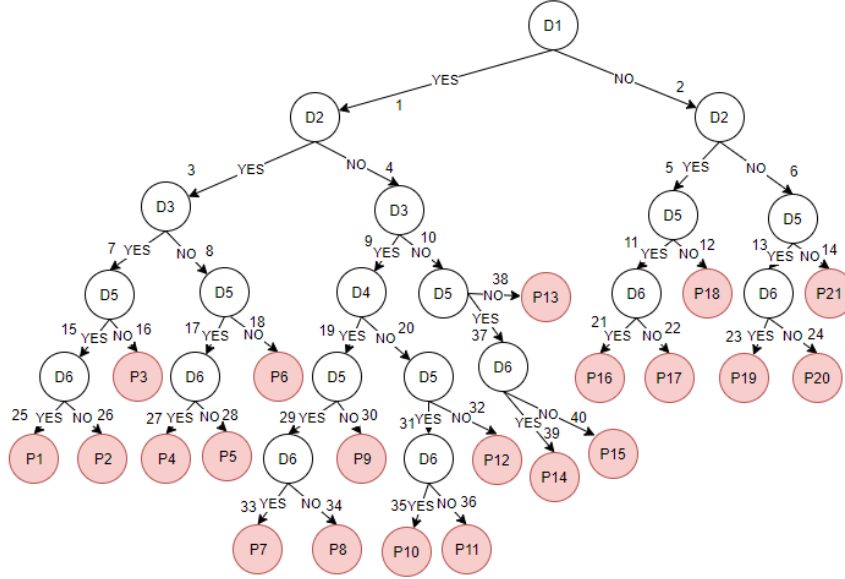 D1
YES NO 2
1
D2 D2
3 YES NO 4 5 YES NO 6
D3 D3 D5 D5
7 YES NO 8 9 YES NO 10 11 YES NO 12 13 YES NO 14
38
D5 D5 D4 D5 NO P13 D6 P18 D6 P21
15 YES NO 16 17 YES NO 18 19 YES NO 20 YES 37 21 YES NO 22 23 YES NO 24
D6 P3 D6 P6 D5 D5 D6 P16 P17 P19 P20
25 YES NO 26 27 YES NO 28 29 YES NO 30 31 YES NO 32 YES 39 NO 40
P1 P2 P4 P5 D6 P9 D6 P12 P14 P15
33 YES NO 34 35 YES NO 36
P7 P8 P10 P11